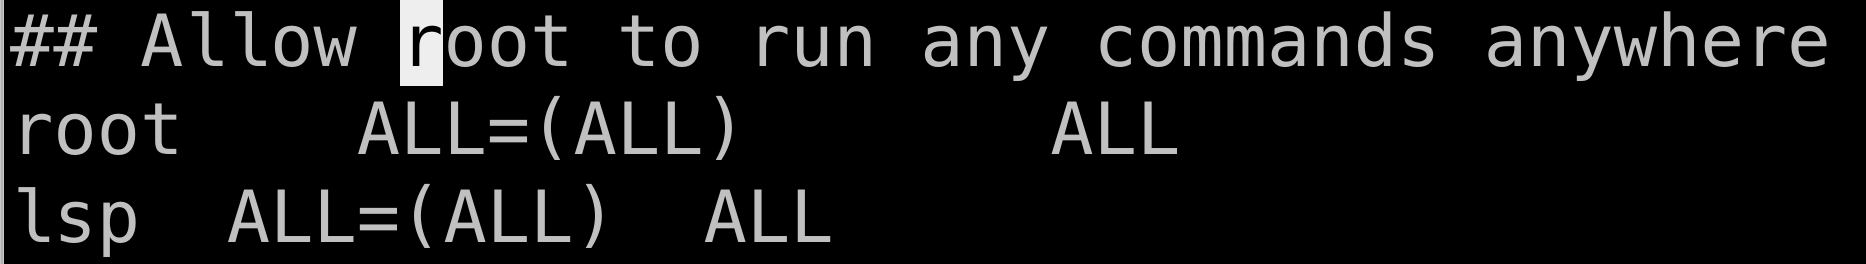 ## Allow root to run any commands anywhere
root    ALL=(ALL)       ALL
lsp  ALL=(ALL)  ALL